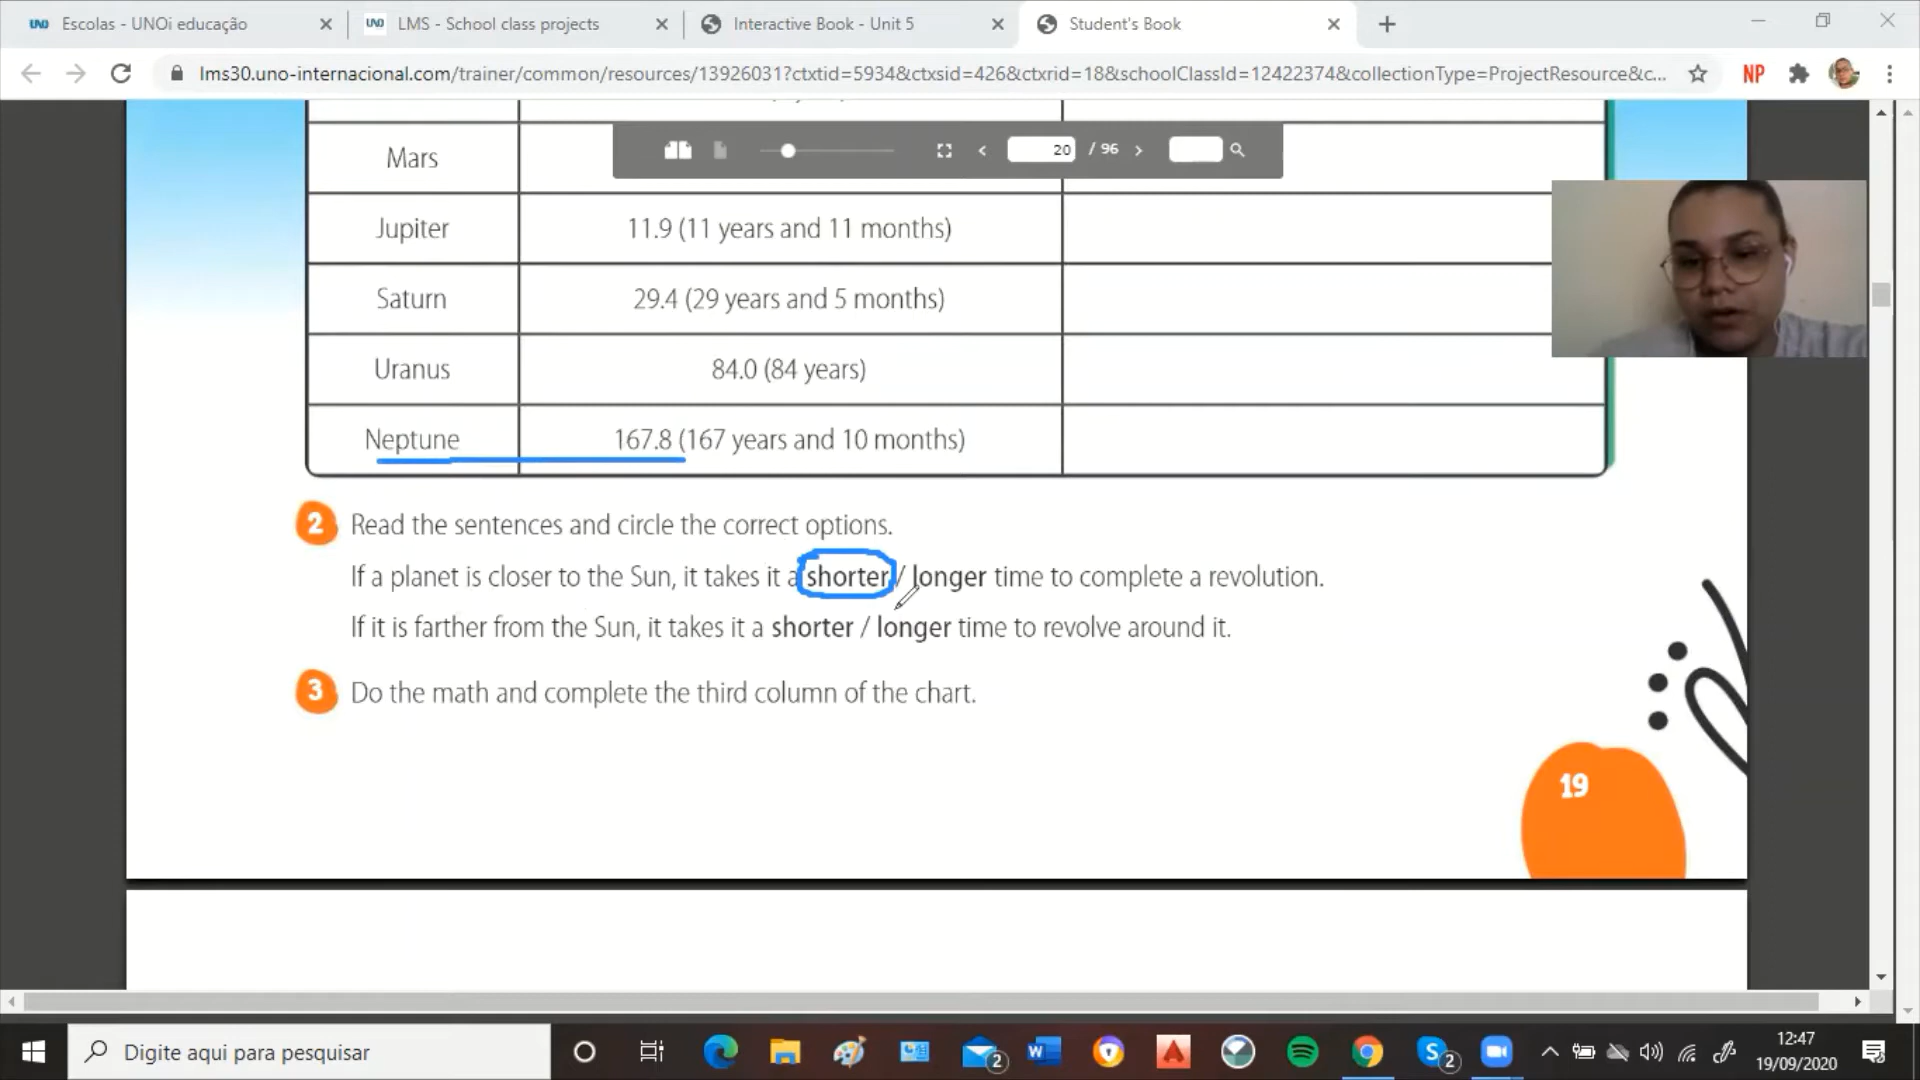 Escolas - UNOi educação
LMS - School class projects
Interactive Book - Unit 5
Student's Book
lms30.uno-internacional.com/trainer/common/resources/13926031?ctxtid=5934&ctxsid=426&ctxrid=18&schoolClassId=12422374&collectionType=ProjectResource&c...
NP
20 / 96
Mars
Jupiter 11.9 (11 years and 11 months)
Saturn 29.4 (29 years and 5 months)
Uranus 84.0 (84 years)
Neptune 167.8 (167 years and 10 months)
2 Read the sentences and circle the correct options.
If a planet is closer to the Sun, it takes it a shorter / longer time to complete a revolution.
If it is farther from the Sun, it takes it a shorter / longer time to revolve around it.
3 Do the math and complete the third column of the chart.
19
Digite aqui para pesquisar
2
2
12:47
19/09/2020
3